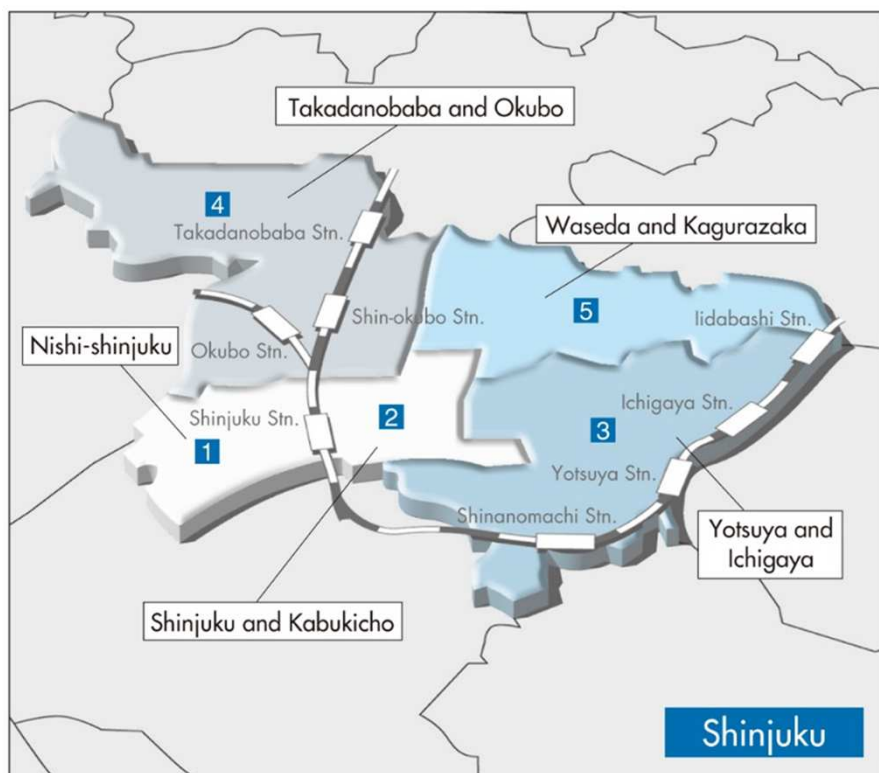 Takadanobaba and Okubo
4
Takadanobaba Stn.
Waseda and Kagurazaka
5
Shin-okubo Stn.
Iidabashi Stn.
Nishi-shinjuku
Okubo Stn.
Shinjuku Stn.
2
1
Ichigaya Stn.
3
Yotsuya Stn.
Shinanomachi Stn.
Yotsuya and
Ichigaya
Shinjuku and Kabukicho
Shinjuku